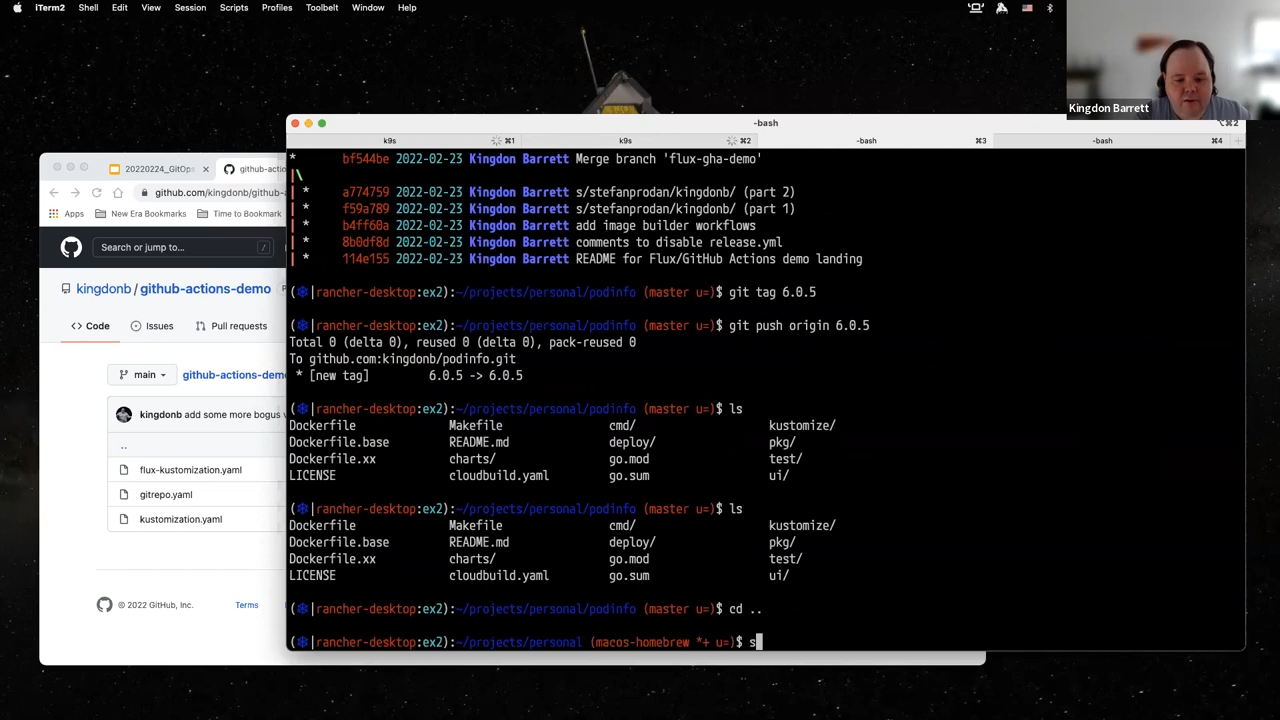 iTerm2 Shell Edit View Session Scripts Profiles Toolbelt Window Help
Kingdon Barrett
-bash
⌥⌘2
k9s ⌘1 k9s ⌘2 -bash ⌘3 -bash ⌘4
20220224_GitOps
github-act
github.com/kingdonb/github-
Apps New Era Bookmarks Time to Bookmark
Search or jump to... /
kingdonb / github-actions-demo
Code Issues Pull requests
main github-actions-demo
kingdonb add some more bogus v
..
flux-kustomization.yaml
gitrepo.yaml
kustomization.yaml
© 2022 GitHub, Inc. Terms
* bf544be 2022-02-23 Kingdon Barrett Merge branch 'flux-gha-demo'
|\
| * a774759 2022-02-23 Kingdon Barrett s/stefanprodan/kingdonb/ (part 2)
| * f59a789 2022-02-23 Kingdon Barrett s/stefanprodan/kingdonb/ (part 1)
| * b4ff60a 2022-02-23 Kingdon Barrett add image builder workflows
| * 8b0df8d 2022-02-23 Kingdon Barrett comments to disable release.yml
| * 114e155 2022-02-23 Kingdon Barrett README for Flux/GitHub Actions demo landing
(⎈|rancher-desktop:ex2):~/projects/personal/podinfo (master u=)$ git tag 6.0.5
(⎈|rancher-desktop:ex2):~/projects/personal/podinfo (master u=)$ git push origin 6.0.5
Total 0 (delta 0), reused 0 (delta 0), pack-reused 0
To github.com:kingdonb/podinfo.git
* [new tag] 6.0.5 -> 6.0.5
(⎈|rancher-desktop:ex2):~/projects/personal/podinfo (master u=)$ ls
Dockerfile Makefile cmd/ kustomize/
Dockerfile.base README.md deploy/ pkg/
Dockerfile.xx charts/ go.mod test/
LICENSE cloudbuild.yaml go.sum ui/
(⎈|rancher-desktop:ex2):~/projects/personal/podinfo (master u=)$ ls
Dockerfile Makefile cmd/ kustomize/
Dockerfile.base README.md deploy/ pkg/
Dockerfile.xx charts/ go.mod test/
LICENSE cloudbuild.yaml go.sum ui/
(⎈|rancher-desktop:ex2):~/projects/personal/podinfo (master u=)$ cd ..
(⎈|rancher-desktop:ex2):~/projects/personal (macos-homebrew *+ u=)$ s